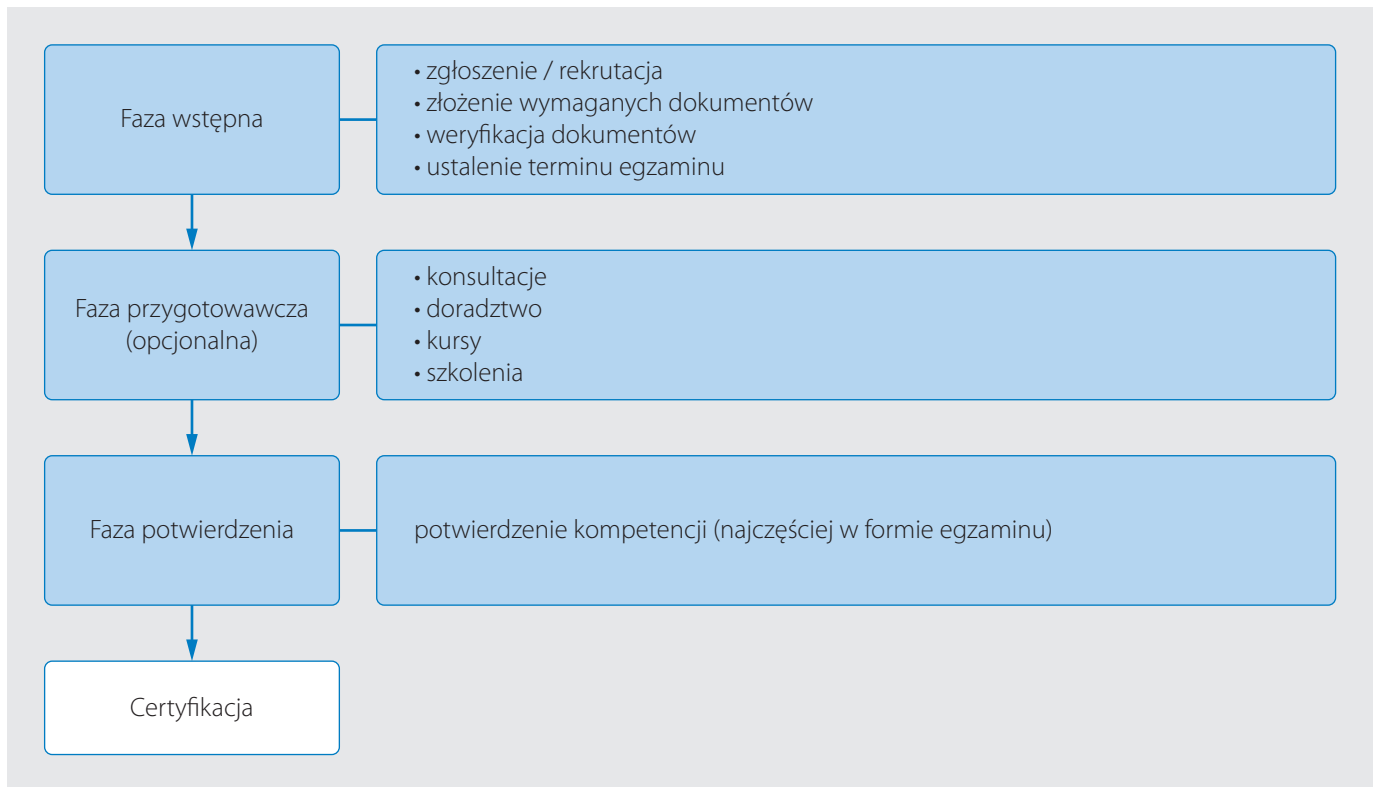 Faza wstępna
• zgłoszenie / rekrutacja
• złożenie wymaganych dokumentów
• weryfikacja dokumentów
• ustalenie terminu egzaminu
Faza przygotowawcza
(opcjonalna)
• konsultacje
• doradztwo
• kursy
• szkolenia
Faza potwierdzenia
potwierdzenie kompetencji (najczęściej w formie egzaminu)
Certyfikacja